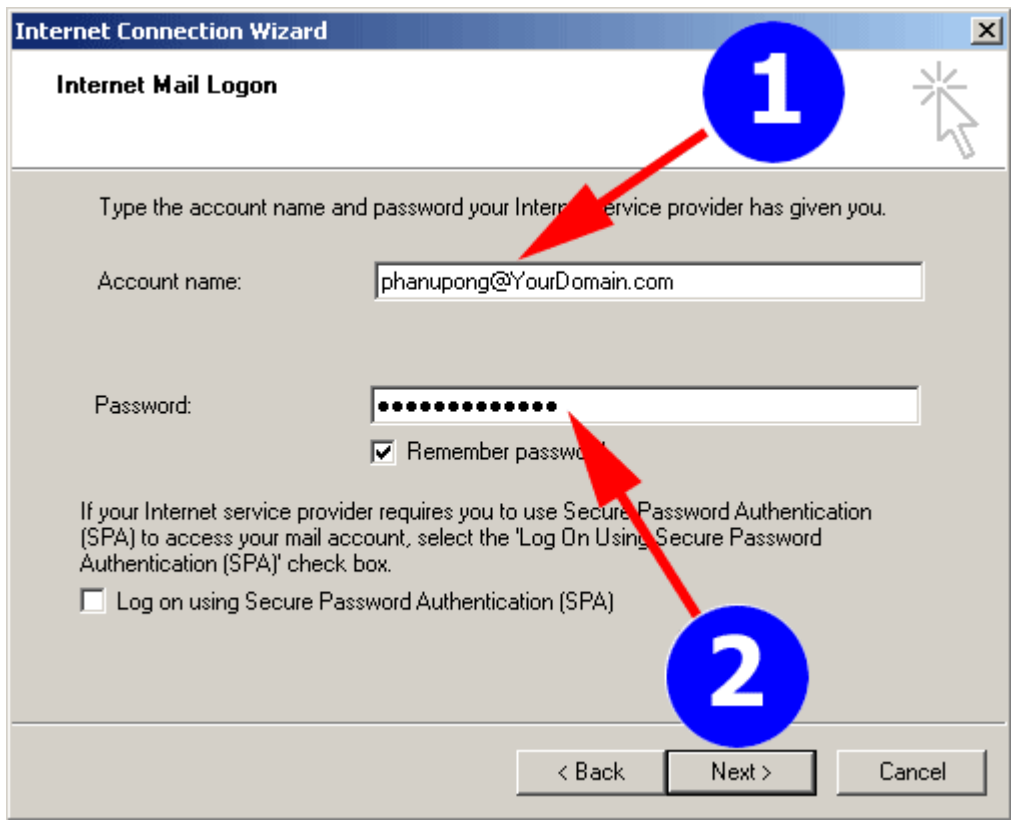 Internet Connection Wizard
Internet Mail Logon
1
Type the account name and password your Internet service provider has given you.
Account name: phanupong@YourDomain.com
Password: •••••••••••••
Remember password
If your Internet service provider requires you to use Secure Password Authentication
(SPA) to access your mail account, select the 'Log On Using Secure Password
Authentication (SPA)' check box.
Log on using Secure Password Authentication (SPA)
2
< Back Next > Cancel